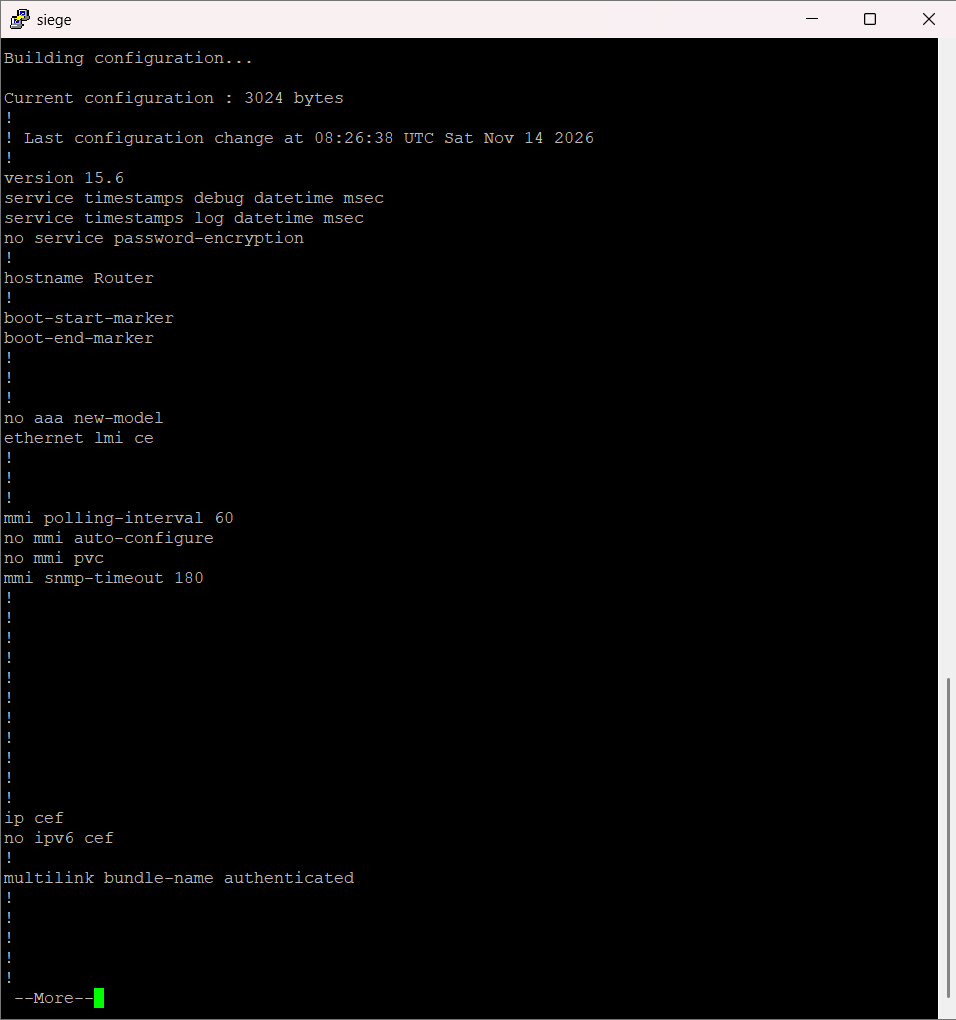 siege
Building configuration...
Current configuration : 3024 bytes
!
! Last configuration change at 08:26:38 UTC Sat Nov 14 2026
!
version 15.6
service timestamps debug datetime msec
service timestamps log datetime msec
no service password-encryption
!
hostname Router
!
boot-start-marker
boot-end-marker
!
!
!
no aaa new-model
ethernet lmi ce
!
!
!
mmi polling-interval 60
no mmi auto-configure
no mmi pvc
mmi snmp-timeout 180
!
!
!
!
!
!
!
!
!
!
!
ip cef
no ipv6 cef
!
multilink bundle-name authenticated
!
!
!
!
!
--More--